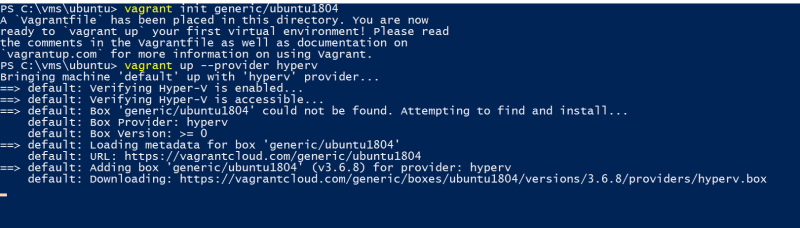 PS C:\vms\ubuntu> vagrant init generic/ubuntu1804
A `Vagrantfile` has been placed in this directory. You are now
ready to `vagrant up` your first virtual environment! Please read
the comments in the Vagrantfile as well as documentation on
`vagrantup.com` for more information on using Vagrant.
PS C:\vms\ubuntu> vagrant up --provider hyperv
Bringing machine 'default' up with 'hyperv' provider...
==> default: Verifying Hyper-V is enabled...
==> default: Verifying Hyper-V is accessible...
==> default: Box 'generic/ubuntu1804' could not be found. Attempting to find and install...
    default: Box Provider: hyperv
    default: Box Version: >= 0
==> default: Loading metadata for box 'generic/ubuntu1804'
    default: URL: https://vagrantcloud.com/generic/ubuntu1804
==> default: Adding box 'generic/ubuntu1804' (v3.6.8) for provider: hyperv
    default: Downloading: https://vagrantcloud.com/generic/boxes/ubuntu1804/versions/3.6.8/providers/hyperv.box